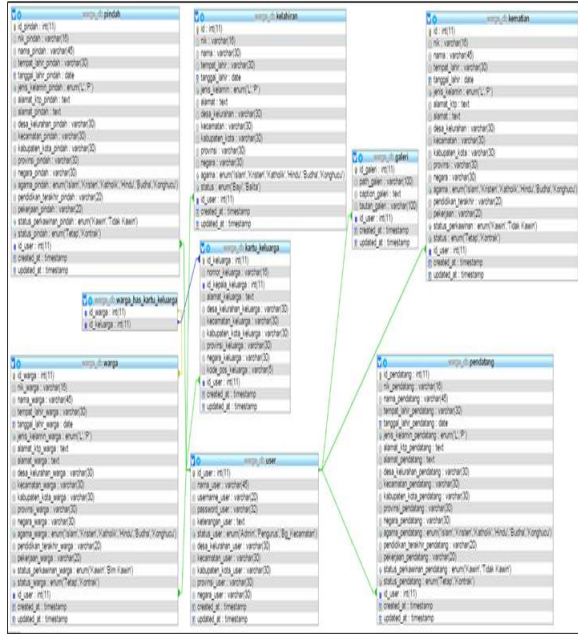 warga_db pindah
id_pindah : int(11)
nik_pindah : varchar(16)
nama_pindah : varchar(45)
tempat_lahir_pindah : varchar(30)
tanggal_lahir_pindah : date
jenis_kelamin_pindah : enum('L','P')
alamat_ktp_pindah : text
alamat_pindah : text
desa_kelurahan_pindah : varchar(30)
kecamatan_pindah : varchar(30)
kabupaten_kota_pindah : varchar(30)
provinsi_pindah : varchar(30)
negara_pindah : varchar(30)
agama_pindah : enum('Islam','Kristen','Katholik','Hindu','Budha','Konghucu')
pendidikan_terakhir_pindah : varchar(20)
pekerjaan_pindah : varchar(20)
status_perkawinan_pindah : enum('Kawin','Tidak Kawin')
status_pindah : enum('Tetap','Kontrak')
id_user : int(11)
created_at : timestamp
updated_at : timestamp
warga_db kelahiran
id : int(11)
nik : varchar(16)
nama : varchar(30)
tempat_lahir : varchar(30)
tanggal_lahir : date
jenis_kelamin : enum('L','P')
alamat : text
desa_kelurahan : varchar(30)
kecamatan : varchar(30)
kabupaten_kota : varchar(30)
provinsi : varchar(30)
negara : varchar(30)
agama : enum('Islam','Kristen','Katholik','Hindu','Budha','Konghucu')
status : enum('Bayi','Balita')
id_user : int(11)
created_at : timestamp
updated_at : timestamp
warga_db kematian
id : int(11)
nik : varchar(16)
nama : varchar(30)
tempat_lahir : varchar(30)
tanggal_lahir : date
jenis_kelamin : enum('L','P')
alamat_ktp : text
alamat : text
desa_kelurahan : varchar(30)
kecamatan : varchar(30)
kabupaten_kota : varchar(30)
provinsi : varchar(30)
negara : varchar(30)
agama : enum('Islam','Kristen','Katholik','Hindu','Budha','Konghucu')
pendidikan_terakhir : varchar(20)
pekerjaan : varchar(20)
status_perkawinan : enum('Kawin','Tidak Kawin')
status : enum('Tetap','Kontrak')
id_user : int(11)
created_at : timestamp
updated_at : timestamp
warga_db galeri
id_galeri : int(11)
path_galeri : varchar(100)
caption_galeri : text
tautan_galeri : varchar(100)
id_user : int(11)
created_at : timestamp
updated_at : timestamp
warga_db kartu_keluarga
id_keluarga : int(11)
nomor_keluarga : varchar(16)
id_kepala_keluarga : int(11)
alamat_keluarga : text
desa_kelurahan_keluarga : varchar(30)
kecamatan_keluarga : varchar(30)
kabupaten_kota_keluarga : varchar(30)
provinsi_keluarga : varchar(30)
negara_keluarga : varchar(30)
kode_pos_keluarga : varchar(5)
id_user : int(11)
created_at : timestamp
updated_at : timestamp
warga_db warga_has_kartu_keluarga
id_warga : int(11)
id_keluarga : int(11)
warga_db warga
id_warga : int(11)
nik_warga : varchar(16)
nama_warga : varchar(45)
tempat_lahir_warga : varchar(30)
tanggal_lahir_warga : date
jenis_kelamin_warga : enum('L','P')
alamat_ktp_warga : text
alamat_warga : text
desa_kelurahan_warga : varchar(30)
kecamatan_warga : varchar(30)
kabupaten_kota_warga : varchar(30)
provinsi_warga : varchar(30)
negara_warga : varchar(30)
agama_warga : enum('Islam','Kristen','Katholik','Hindu','Budha','Konghucu')
pendidikan_terakhir_warga : varchar(20)
pekerjaan_warga : varchar(20)
status_perkawinan_warga : enum('Kawin','Blm Kawin')
status_warga : enum('Tetap','Kontrak')
id_user : int(11)
created_at : timestamp
updated_at : timestamp
warga_db user
id_user : int(11)
nama_user : varchar(45)
username_user : varchar(20)
password_user : varchar(32)
keterangan_user : text
status_user : enum('Admin','Pengurus','Bg_Kecamatan')
desa_kelurahan_user : varchar(30)
kecamatan_user : varchar(30)
kabupaten_kota_user : varchar(30)
provinsi_user : varchar(30)
negara_user : varchar(30)
created_at : timestamp
updated_at : timestamp
warga_db pendatang
id_pendatang : int(11)
nik_pendatang : varchar(16)
nama_pendatang : varchar(45)
tempat_lahir_pendatang : varchar(30)
tanggal_lahir_pendatang : date
jenis_kelamin_pendatang : enum('L','P')
alamat_ktp_pendatang : text
alamat_pendatang : text
desa_kelurahan_pendatang : varchar(30)
kecamatan_pendatang : varchar(30)
kabupaten_kota_pendatang : varchar(30)
provinsi_pendatang : varchar(30)
negara_pendatang : varchar(30)
agama_pendatang : enum('Islam','Kristen','Katholik','Hindu','Budha','Konghucu')
pendidikan_terakhir_pendatang : varchar(20)
pekerjaan_pendatang : varchar(20)
status_perkawinan_pendatang : enum('Kawin','Tidak Kawin')
status_pendatang : enum('Tetap','Kontrak')
id_user : int(11)
created_at : timestamp
updated_at : timestamp